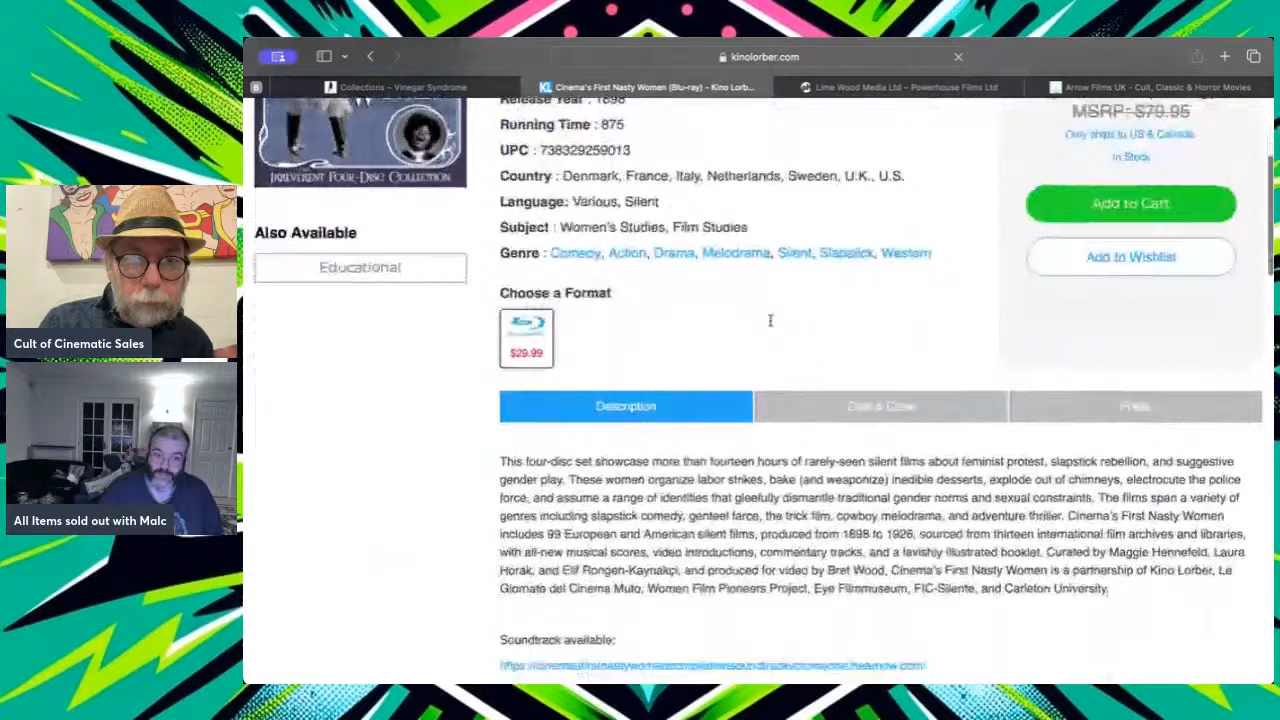 kinolorber.com
Collections – Vinegar Syndrome
KL Cinema's First Nasty Women (Blu-ray) - Kino Lorb...
Lime Wood Media Ltd – Powerhouse Films Ltd
Arrow Films UK - Cult, Classic & Horror Movies
IRREVERENT FOUR-DISC COLLECTION
Also Available
Educational
Release Year : 1898
Running Time : 875
UPC : 738329259013
Country : Denmark, France, Italy, Netherlands, Sweden, U.K., U.S.
Language: Various, Silent
Subject : Women's Studies, Film Studies
Genre : Comedy, Action, Drama, Melodrama, Silent, Slapstick, Western
Choose a Format
$29.99
MSRP: $79.95
Only ships to US & Canada
In Stock
Add to Cart
Add to Wishlist
Description
Cast & Crew
Press
This four-disc set showcase more than fourteen hours of rarely-seen silent films about feminist protest, slapstick rebellion, and suggestive
gender play. These women organize labor strikes, bake (and weaponize) inedible desserts, explode out of chimneys, electrocute the police
force, and assume a range of identities that gleefully dismantle traditional gender norms and sexual constraints. The films span a variety of
genres including slapstick comedy, genteel farce, the trick film, cowboy melodrama, and adventure thriller. Cinema's First Nasty Women
includes 99 European and American silent films, produced from 1898 to 1926, sourced from thirteen international film archives and libraries,
with all-new musical scores, video introductions, commentary tracks, and a lavishly illustrated booklet. Curated by Maggie Hennefeld, Laura
Horak, and Elif Rongen-Kaynakçi, and produced for video by Bret Wood, Cinema's First Nasty Women is a partnership of Kino Lorber, Le
Giornate del Cinema Muto, Women Film Pioneers Project, Eye Filmmuseum, FIC-Silente, and Carleton University.
Soundtrack available:
Cult of Cinematic Sales
All Items sold out with Malc